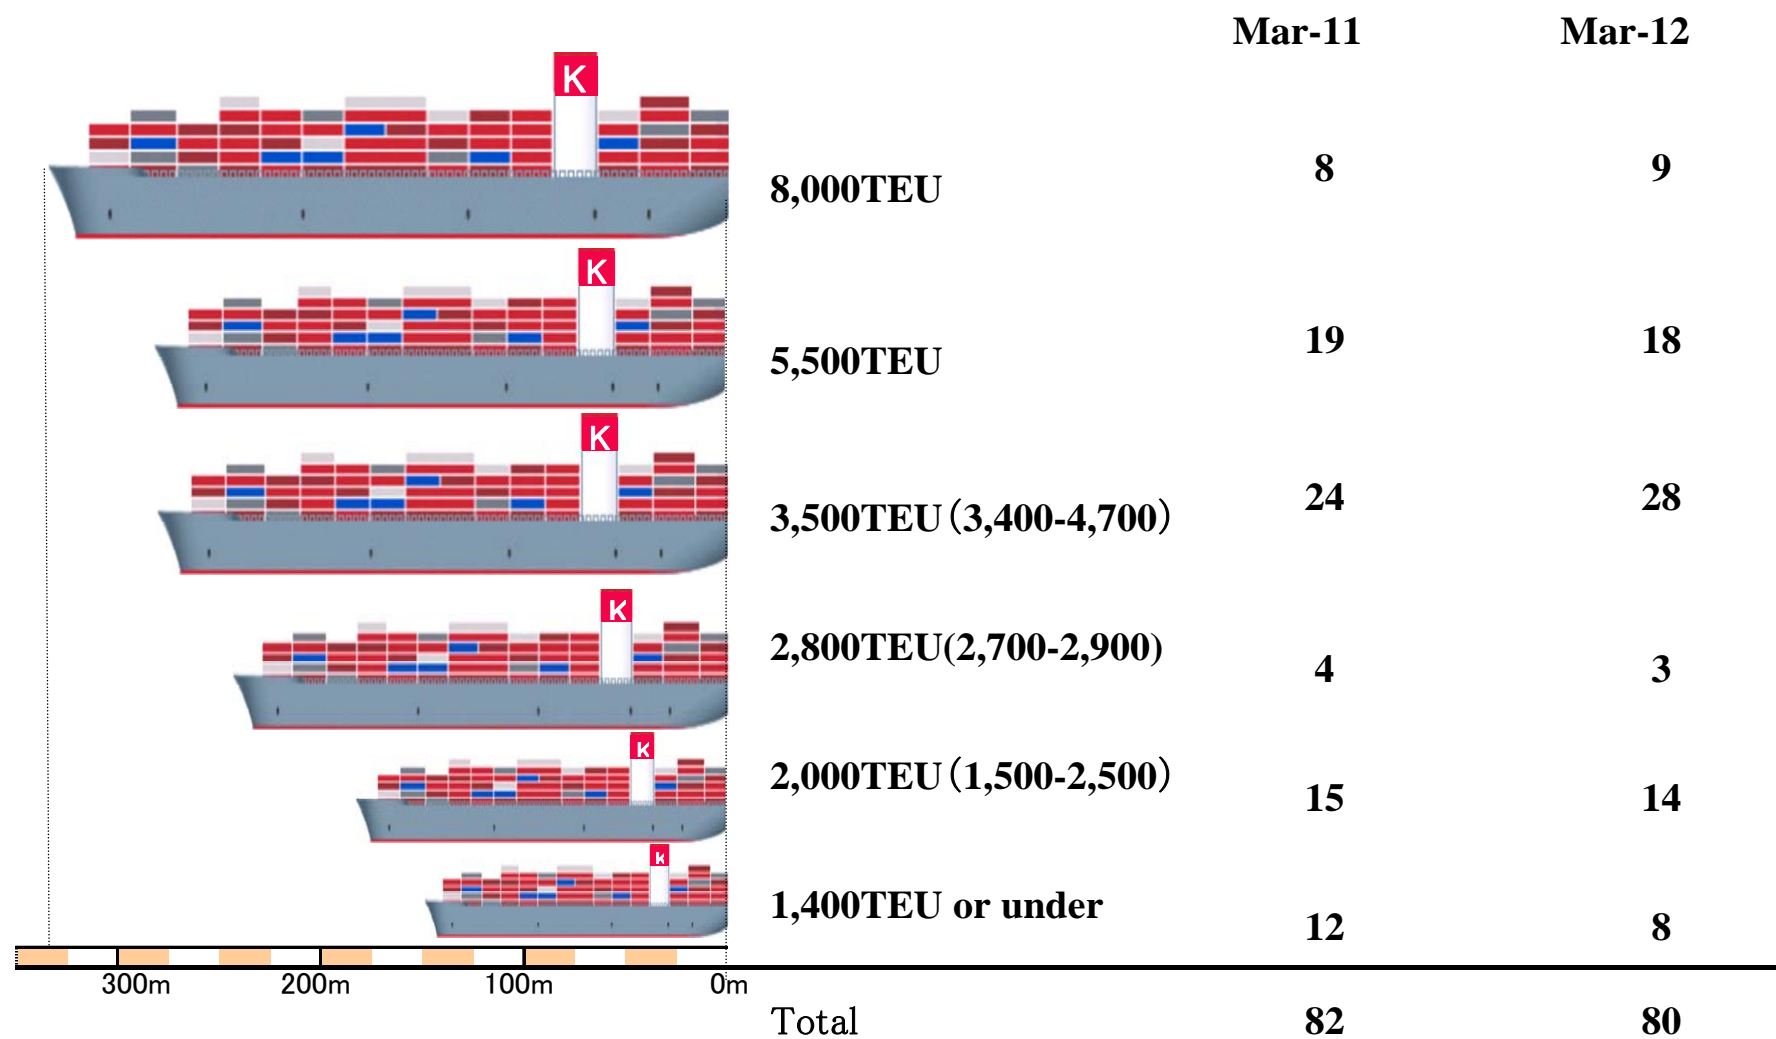 Mar-11 Mar-12
K
8,000TEU 8 9
K
5,500TEU 19 18
K
3,500TEU（3,400-4,700） 24 28
K
2,800TEU(2,700-2,900) 4 3
K
2,000TEU（1,500-2,500） 15 14
K
1,400TEU or under 12 8
300m 200m 100m 0m
Total 82 80